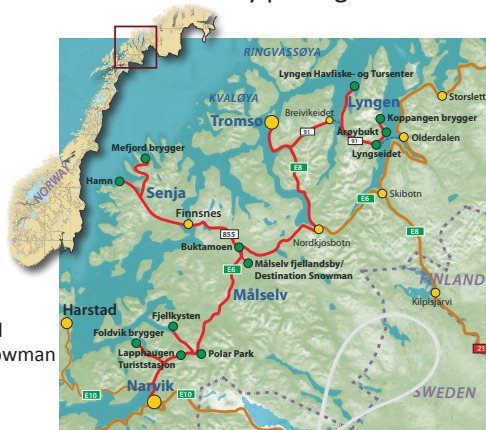 NORWAY
RINGVASSØYA
Lyngen Havfiske- og Tursenter
KVALØYA
Lyngen
Storslett
Tromsø
Breivikeidet
Koppangen brygger
91
Årøybukt
Olderdalen
91
Lyngseidet
Mefjord brygger
E8
Hamn
Senja
Skibotn
E6
Finnsnes
855
Nordkjosbotn
E8
Buktamoen
Målselv fjellandsby/
Destination Snowman
E6
FINLAND
Målselv
Kilpisjärvi
Harstad
Fjellkysten
Foldvik brygger
21
owman
Lapphaugen
Turiststasjon
Polar Park
Narvik
SWEDEN
E10
E10